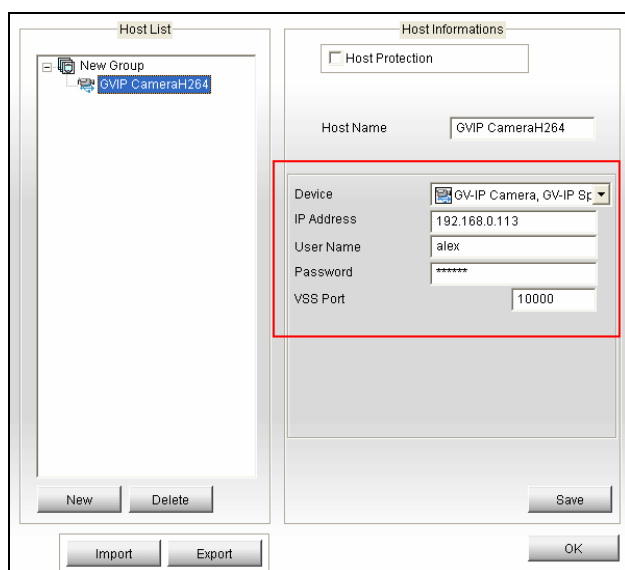 Host List
New Group
GVIP CameraH264
New
Delete
Import
Export
Host Informations
Host Protection
Host Name
GVIP CameraH264
Device
GV-IP Camera, GV-IP Sp
IP Address
192.168.0.113
User Name
alex
Password
******
VSS Port
10000
Save
OK